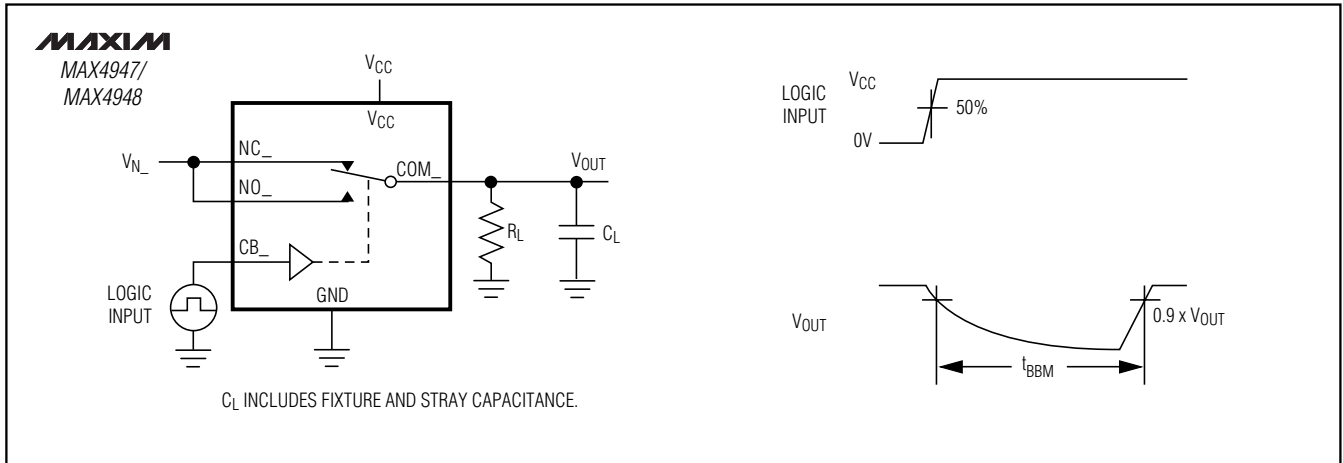 MAXIM
MAX4947/
MAX4948
VCC
VCC
VN_
NC_
NO_
COM_
VOUT
RL
CL
CB_
LOGIC
INPUT
GND
CL INCLUDES FIXTURE AND STRAY CAPACITANCE.
LOGIC
INPUT
VCC
50%
0V
VOUT
0.9 x VOUT
tBBM